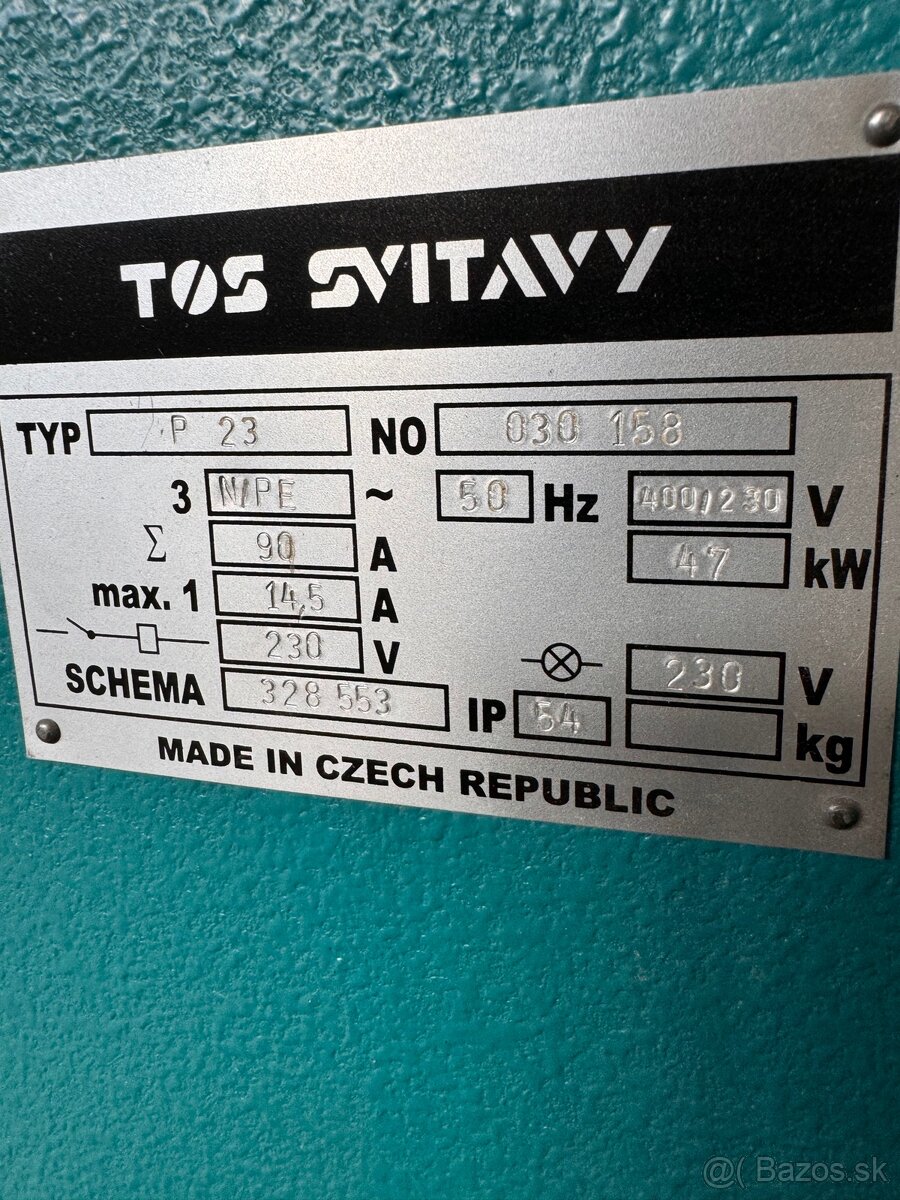 TOS SVITAVY
TYP P 23 NO 030 158
3 N/PE ~ 50 Hz 400/230 V
Σ 90 A 47 kW
max. 1 14,5 A
230 V 230 V
SCHEMA 328 553 IP 54 kg
MADE IN CZECH REPUBLIC
@( Bazos.sk